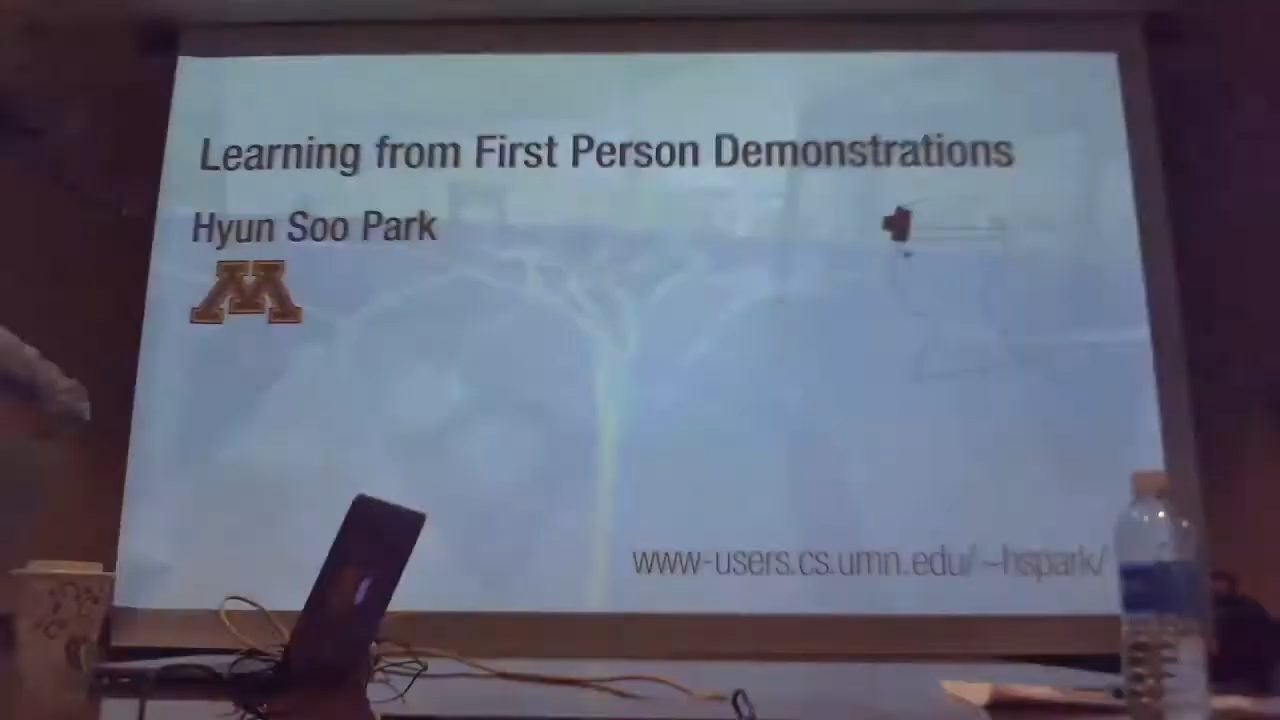 Learning from First Person Demonstrations
Hyun Soo Park
M
www-users.cs.umn.edu/~hspark/